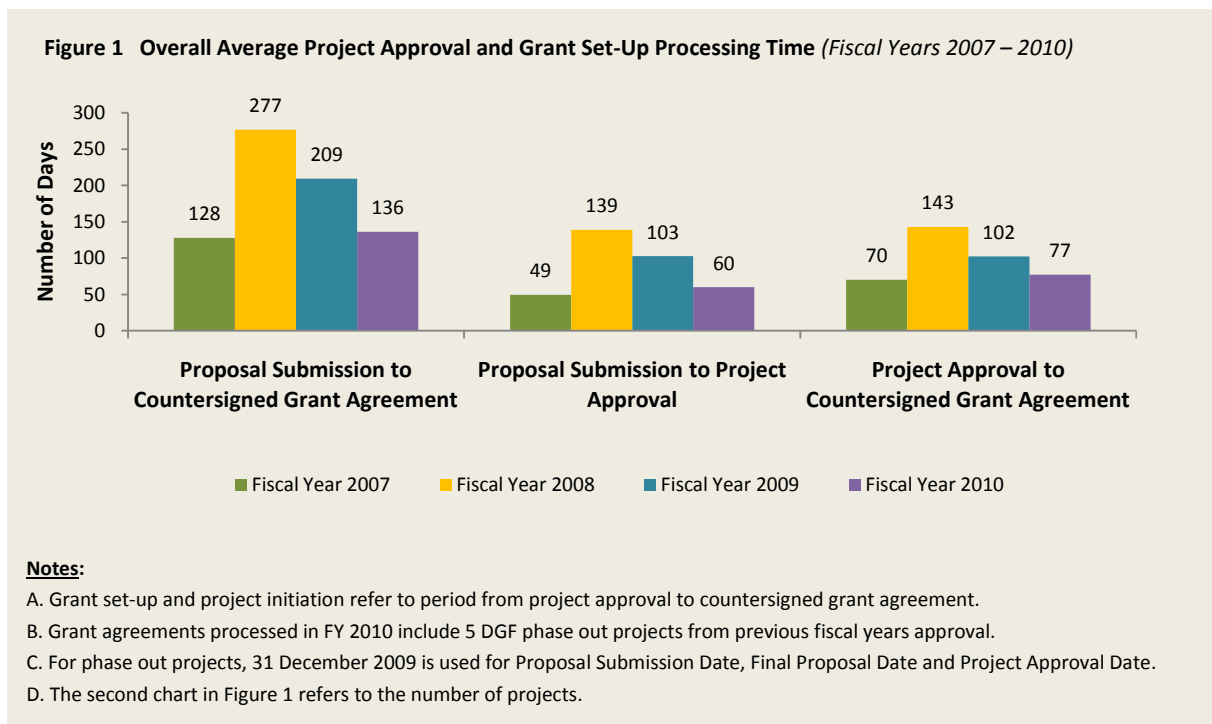 Figure 1 Overall Average Project Approval and Grant Set-Up Processing Time (Fiscal Years 2007 – 2010)
Number of Days
300
250
200
150
100
50
0
128
277
209
136
49
139
103
60
70
143
102
77
Proposal Submission to
Countersigned Grant Agreement
Proposal Submission to Project
Approval
Project Approval to
Countersigned Grant Agreement
Fiscal Year 2007
Fiscal Year 2008
Fiscal Year 2009
Fiscal Year 2010
Notes:
A. Grant set-up and project initiation refer to period from project approval to countersigned grant agreement.
B. Grant agreements processed in FY 2010 include 5 DGF phase out projects from previous fiscal years approval.
C. For phase out projects, 31 December 2009 is used for Proposal Submission Date, Final Proposal Date and Project Approval Date.
D. The second chart in Figure 1 refers to the number of projects.